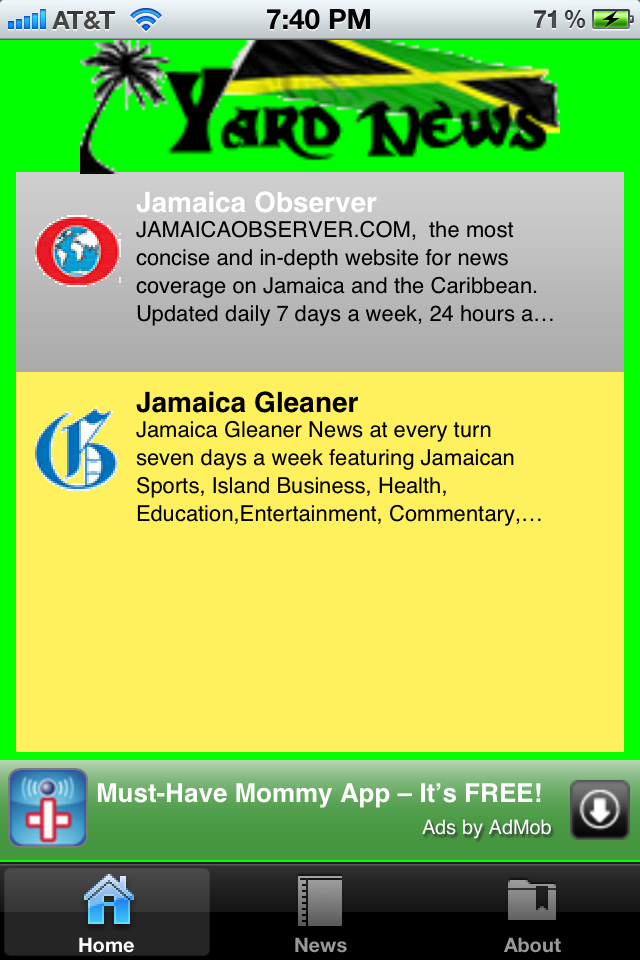 AT&T 7:40 PM 71 %
YARD NEWS
Jamaica Observer
JAMAICAOBSERVER.COM,  the most
concise and in-depth website for news
coverage on Jamaica and the Caribbean.
Updated daily 7 days a week, 24 hours a…
Jamaica Gleaner
Jamaica Gleaner News at every turn
seven days a week featuring Jamaican
Sports, Island Business, Health,
Education,Entertainment, Commentary,…
Must-Have Mommy App – It’s FREE!
Ads by AdMob
Home News About